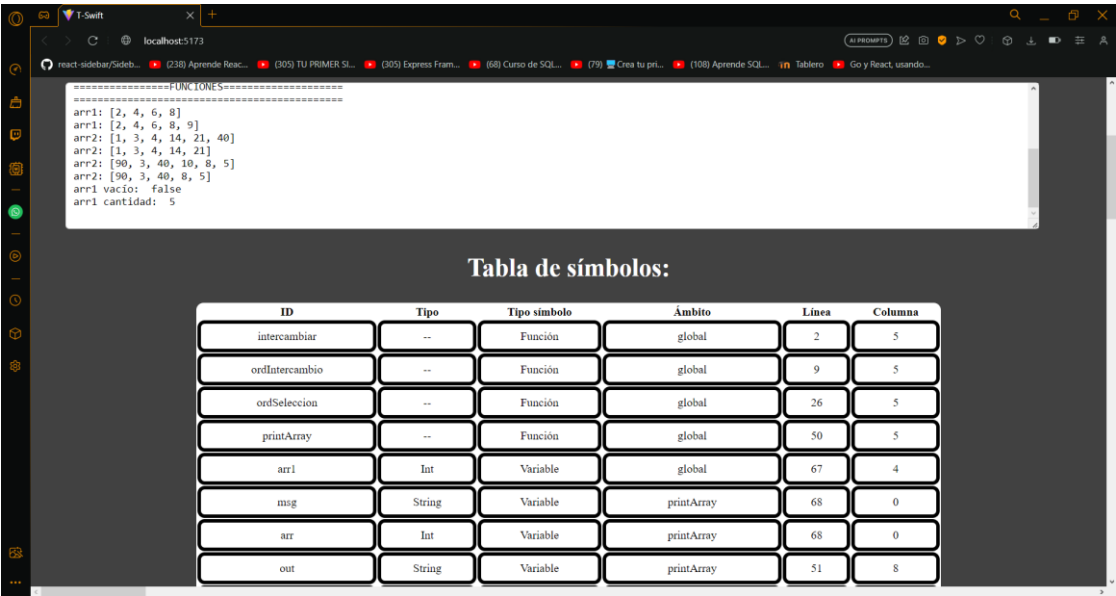 T-Swift
localhost:5173
AI PROMPTS
react-sidebar/Sideb... (238) Aprende Reac... (305) TU PRIMER SI... (305) Express Fram... (68) Curso de SQL... (79) Crea tu pri... (108) Aprende SQL... Tablero Go y React, usando...
================FUNCIONES====================
=============================================
arr1: [2, 4, 6, 8]
arr1: [2, 4, 6, 8, 9]
arr2: [1, 3, 4, 14, 21, 40]
arr2: [1, 3, 4, 14, 21]
arr2: [90, 3, 40, 10, 8, 5]
arr2: [90, 3, 40, 8, 5]
arr1 vacío:  false
arr1 cantidad:  5
Tabla de símbolos:
ID Tipo Tipo símbolo Ámbito Línea Columna
intercambiar -- Función global 2 5
ordIntercambio -- Función global 9 5
ordSeleccion -- Función global 26 5
printArray -- Función global 50 5
arr1 Int Variable global 67 4
msg String Variable printArray 68 0
arr Int Variable printArray 68 0
out String Variable printArray 51 8